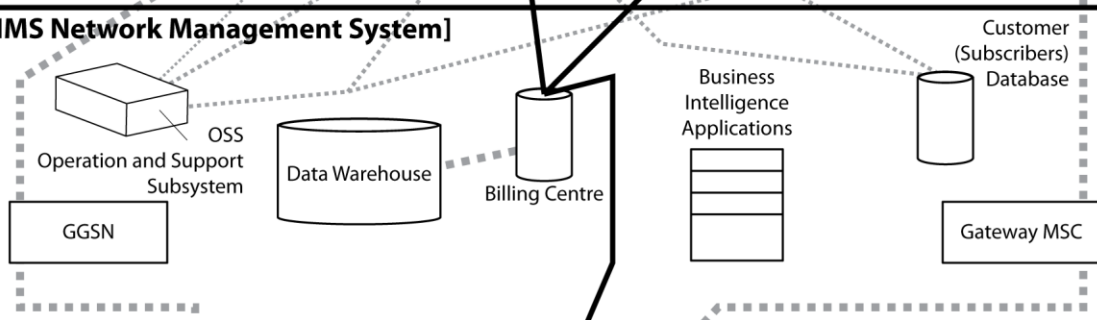 MS Network Management System]
Customer
(Subscribers)
Database
Business
Intelligence
Applications
OSS
Operation and Support
Subsystem
Data Warehouse
Billing Centre
GGSN
Gateway MSC